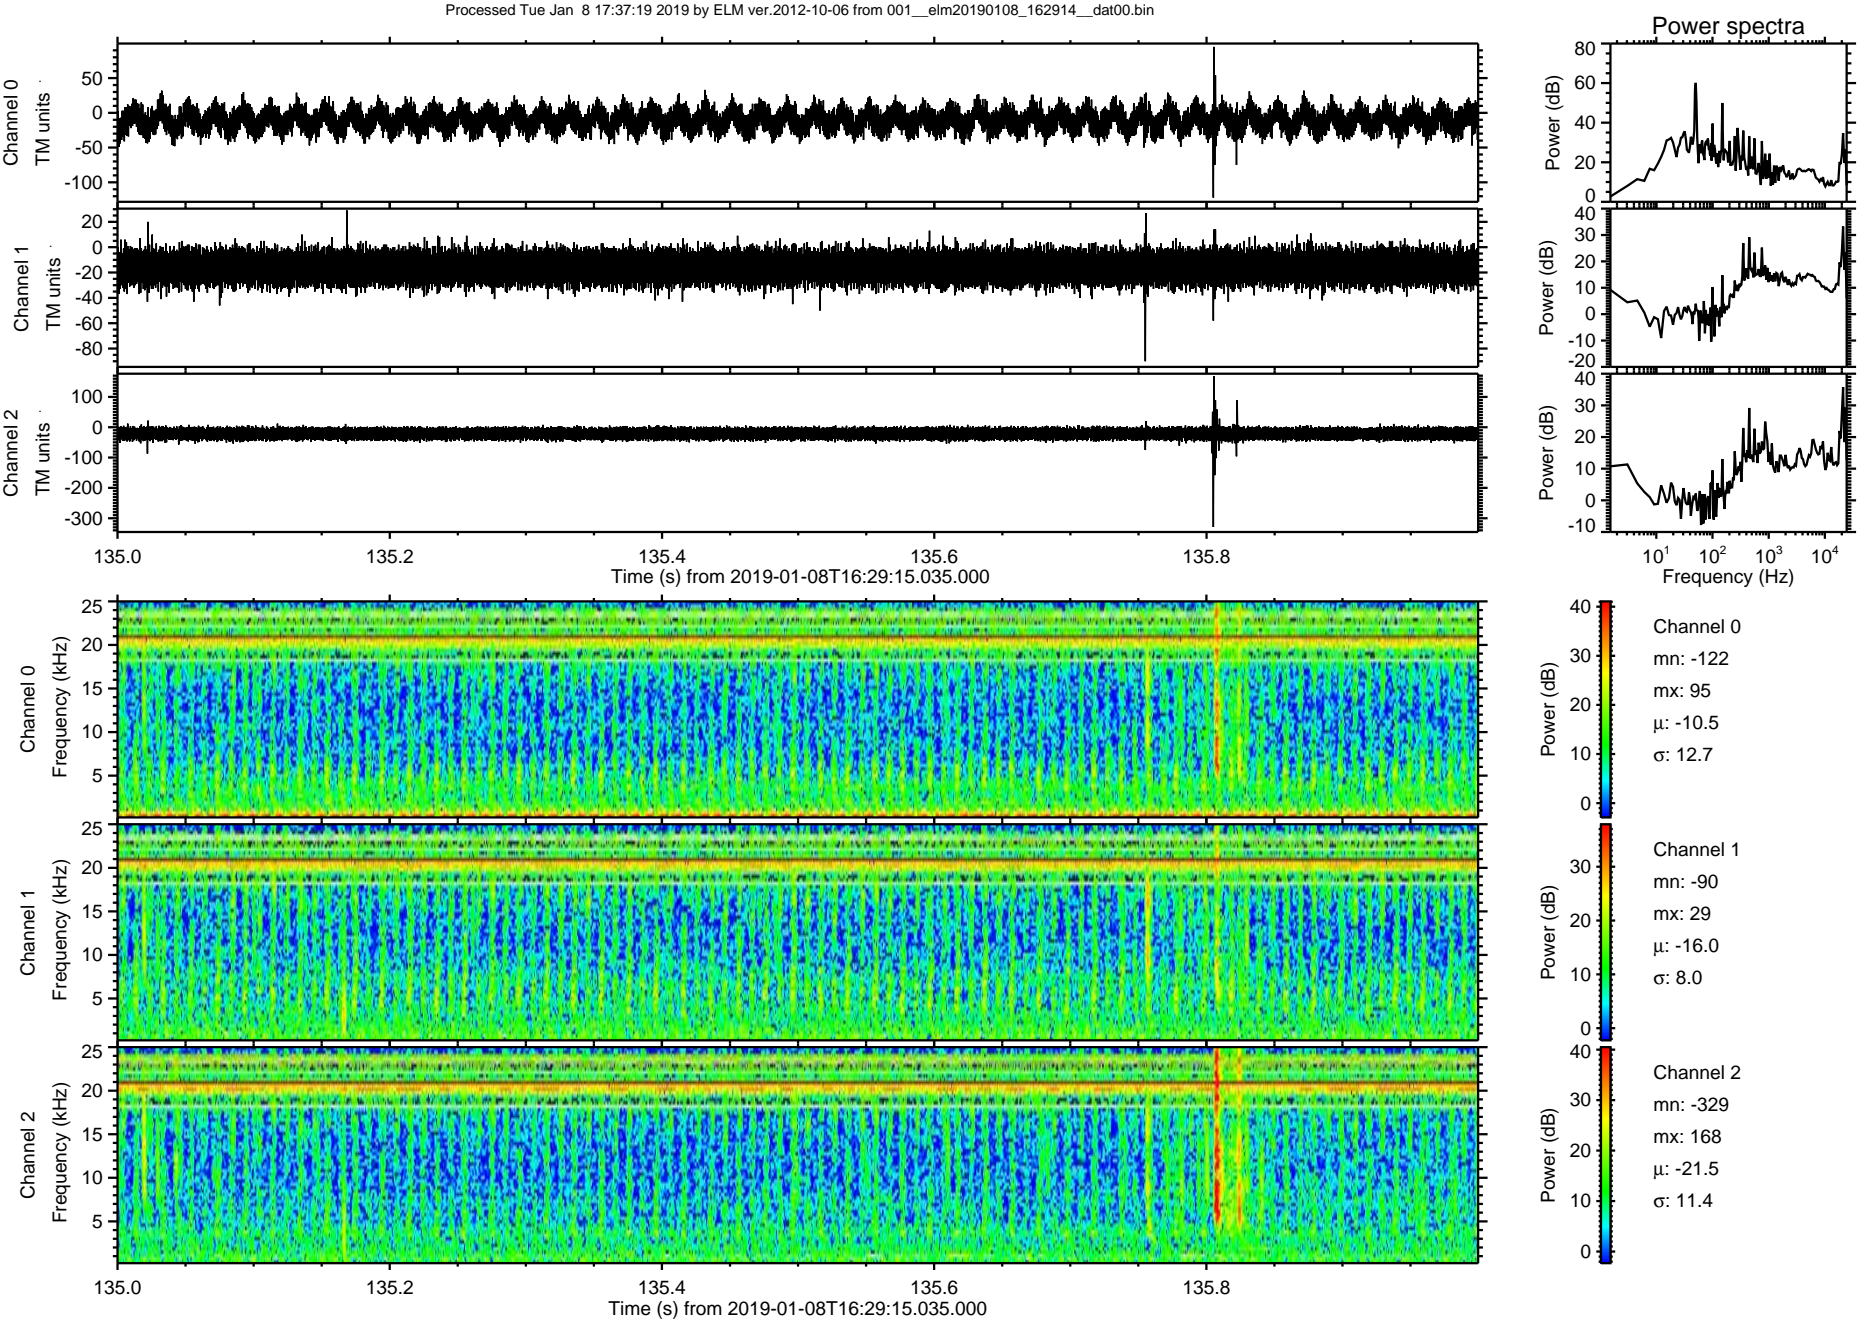 Processed Tue Jan  8 17:37:19 2019 by ELM ver.2012-10-06 from 001__elm20190108_162914__dat00.bin
Power spectra
Channel 0
TM units
50
0
-50
-100
Power (dB)
80
60
40
20
0
Channel 1
TM units
20
0
-20
-40
-60
-80
Power (dB)
40
30
20
10
0
-10
-20
Channel 2
TM units
100
0
-100
-200
-300
Power (dB)
40
30
20
10
0
-10
135.0 135.2 135.4 135.6 135.8
Time (s) from 2019-01-08T16:29:15.035.000
10¹ 10² 10³ 10⁴
Frequency (Hz)
Channel 0
Frequency (kHz)
25
20
15
10
5
Power (dB)
40
30
20
10
0
Channel 0
mn: -122
mx: 95
μ: -10.5
σ: 12.7
Channel 1
Frequency (kHz)
25
20
15
10
5
Power (dB)
30
20
10
0
Channel 1
mn: -90
mx: 29
μ: -16.0
σ: 8.0
Channel 2
Frequency (kHz)
25
20
15
10
5
Power (dB)
40
30
20
10
0
Channel 2
mn: -329
mx: 168
μ: -21.5
σ: 11.4
135.0 135.2 135.4 135.6 135.8
Time (s) from 2019-01-08T16:29:15.035.000